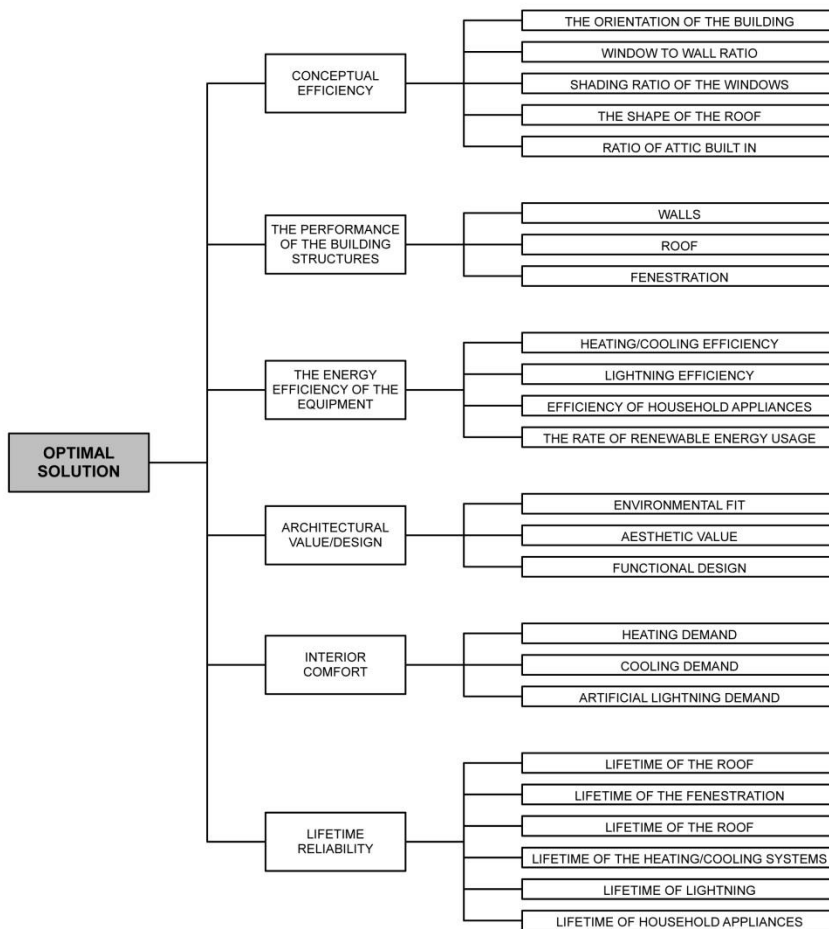 OPTIMAL
SOLUTION
CONCEPTUAL
EFFICIENCY
THE ORIENTATION OF THE BUILDING
WINDOW TO WALL RATIO
SHADING RATIO OF THE WINDOWS
THE SHAPE OF THE ROOF
RATIO OF ATTIC BUILT IN
THE PERFORMANCE
OF THE BUILDING
STRUCTURES
WALLS
ROOF
FENESTRATION
THE ENERGY
EFFICIENCY OF THE
EQUIPMENT
HEATING/COOLING EFFICIENCY
LIGHTNING EFFICIENCY
EFFICIENCY OF HOUSEHOLD APPLIANCES
THE RATE OF RENEWABLE ENERGY USAGE
ARCHITECTURAL
VALUE/DESIGN
ENVIRONMENTAL FIT
AESTHETIC VALUE
FUNCTIONAL DESIGN
INTERIOR
COMFORT
HEATING DEMAND
COOLING DEMAND
ARTIFICIAL LIGHTNING DEMAND
LIFETIME
RELIABILITY
LIFETIME OF THE ROOF
LIFETIME OF THE FENESTRATION
LIFETIME OF THE ROOF
LIFETIME OF THE HEATING/COOLING SYSTEMS
LIFETIME OF LIGHTNING
LIFETIME OF HOUSEHOLD APPLIANCES